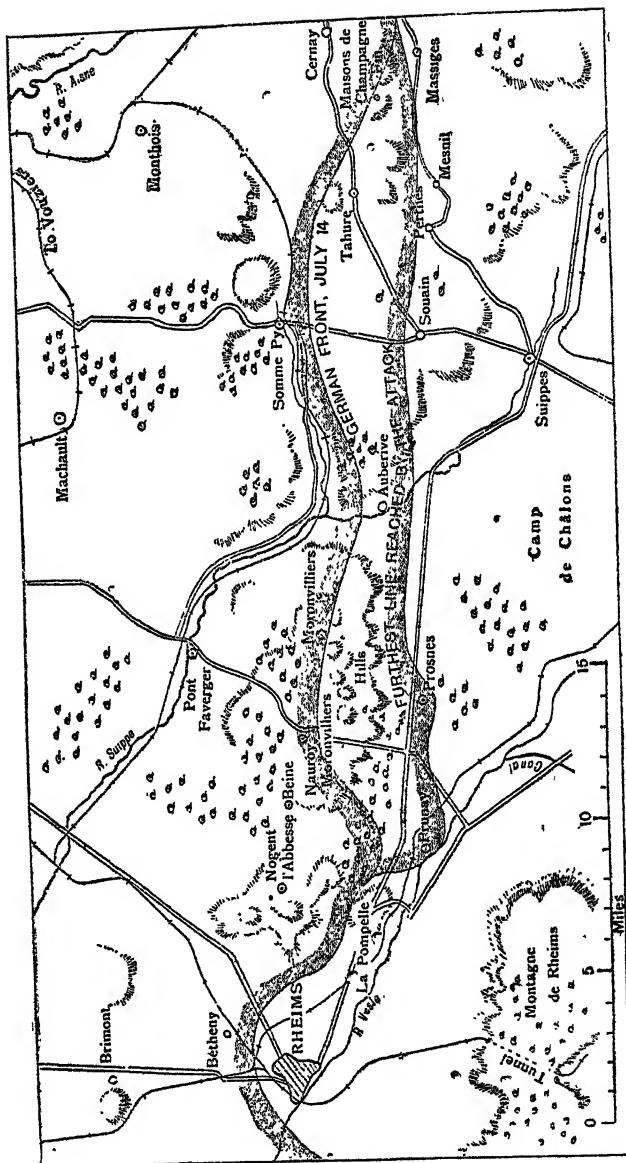 To Vouziers
R. Aisne
Machault
Monthois
Brimont
R. Suippe
Pont
Faverger
Somme Py
Cernay
Maisons de
Champagne
Bétheny
Nogent
l'Abbesse
Beine
Nauroy
Moronvilliers
Moronvilliers
Hills
GERMAN FRONT, JULY 14
Tahure
RHEIMS
La Pompelle
Prunay
Prosnes
Auberive
FURTHEST LINE REACHED BY THE ATTACK
Souain
Perthes
Mesnil
Massiges
R. Vesle
Canal
Suippes
Camp
de Châlons
Montagne
de Rheims
Tunnel
0 5 10 15
Miles